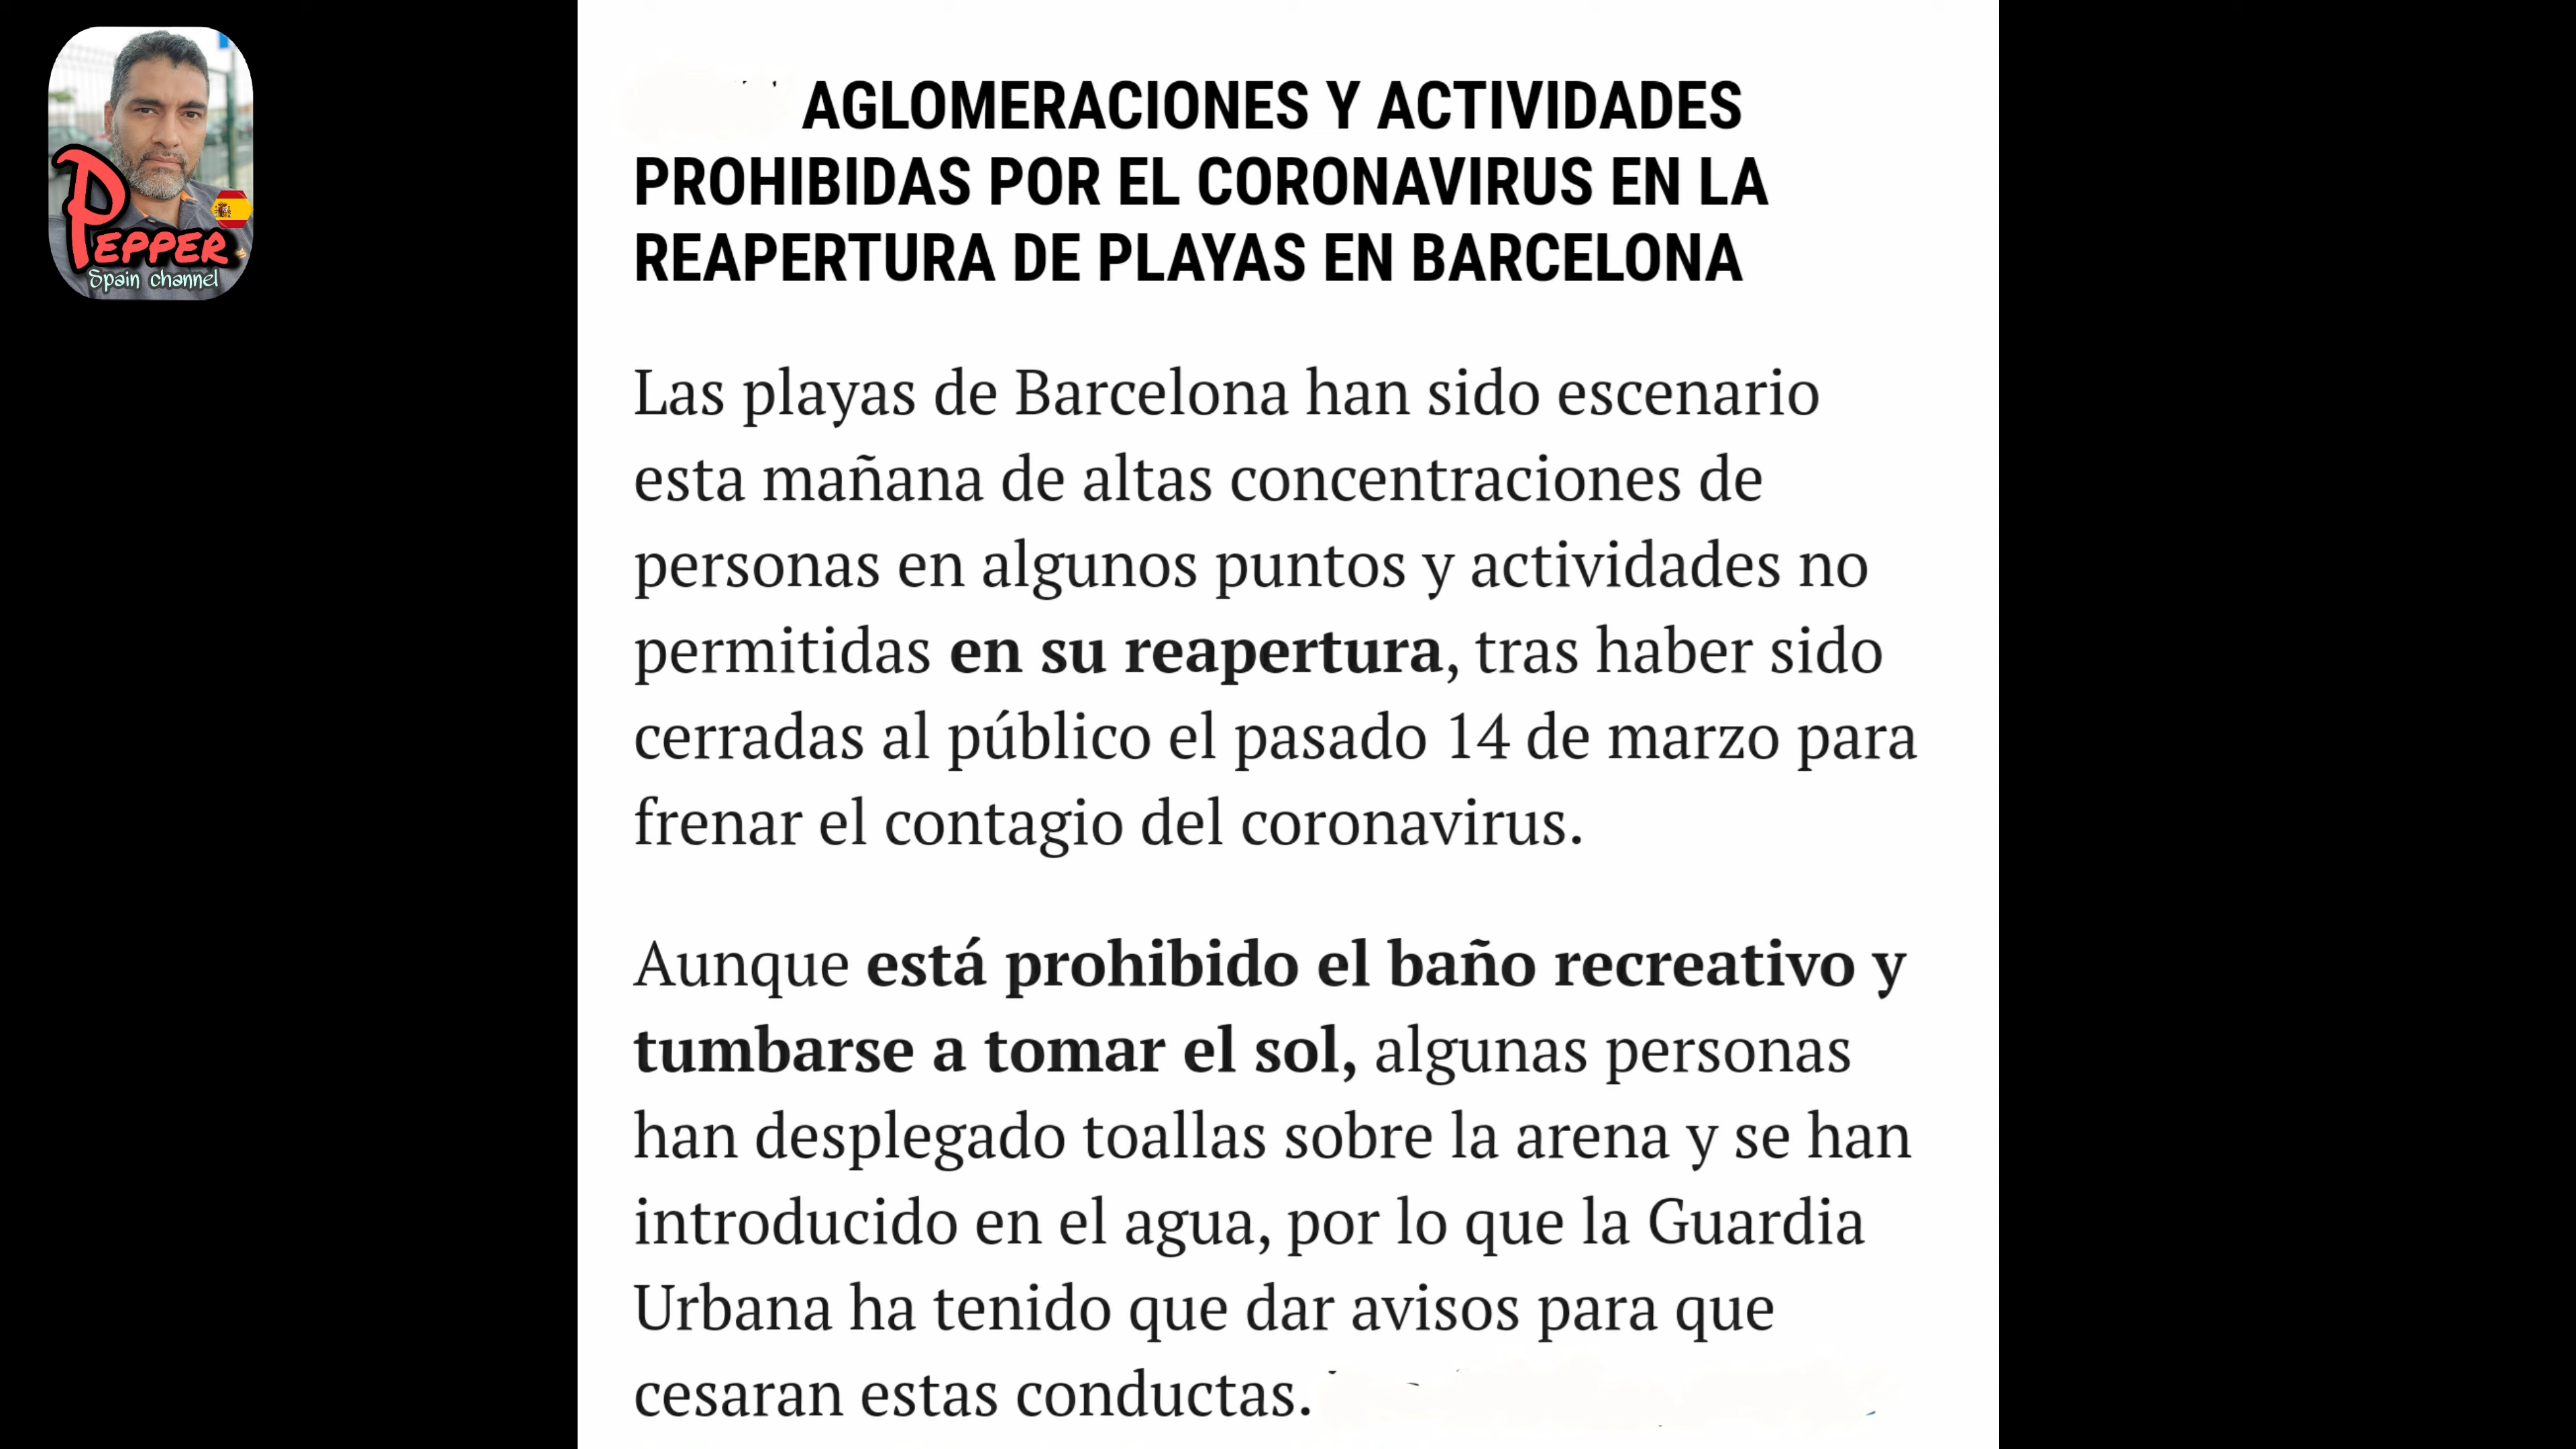 PEPPER
Spain channel
AGLOMERACIONES Y ACTIVIDADES
PROHIBIDAS POR EL CORONAVIRUS EN LA
REAPERTURA DE PLAYAS EN BARCELONA
Las playas de Barcelona han sido escenario
esta mañana de altas concentraciones de
personas en algunos puntos y actividades no
permitidas en su reapertura, tras haber sido
cerradas al público el pasado 14 de marzo para
frenar el contagio del coronavirus.
Aunque está prohibido el baño recreativo y
tumbarse a tomar el sol, algunas personas
han desplegado toallas sobre la arena y se han
introducido en el agua, por lo que la Guardia
Urbana ha tenido que dar avisos para que
cesaran estas conductas.